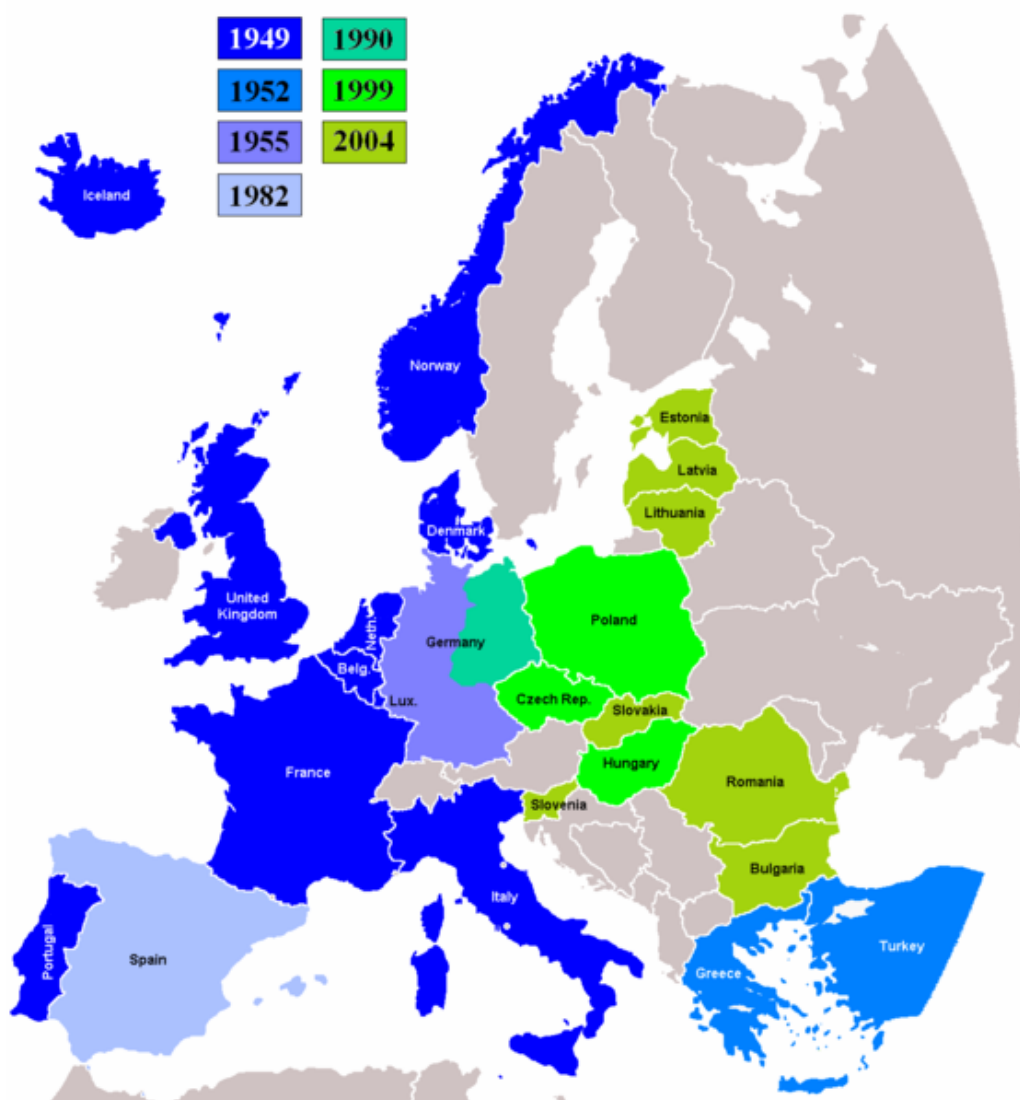 1949
1990
1952
1999
1955
2004
1982
Iceland
Norway
Estonia
Latvia
Lithuania
Denmark
United
Kingdom
Neth.
Germany
Poland
Belg.
Lux.
Czech Rep.
Slovakia
France
Hungary
Romania
Slovenia
Bulgaria
Italy
Portugal
Spain
Greece
Turkey